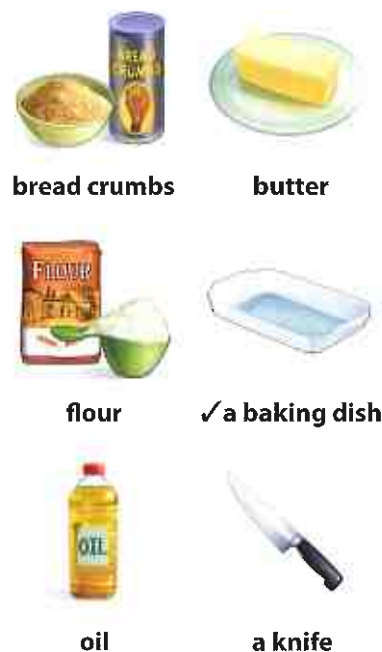 BREAD
CRUMBS
bread crumbs
butter
FLOUR
flour
✓a baking dish
OIL
oil
a knife